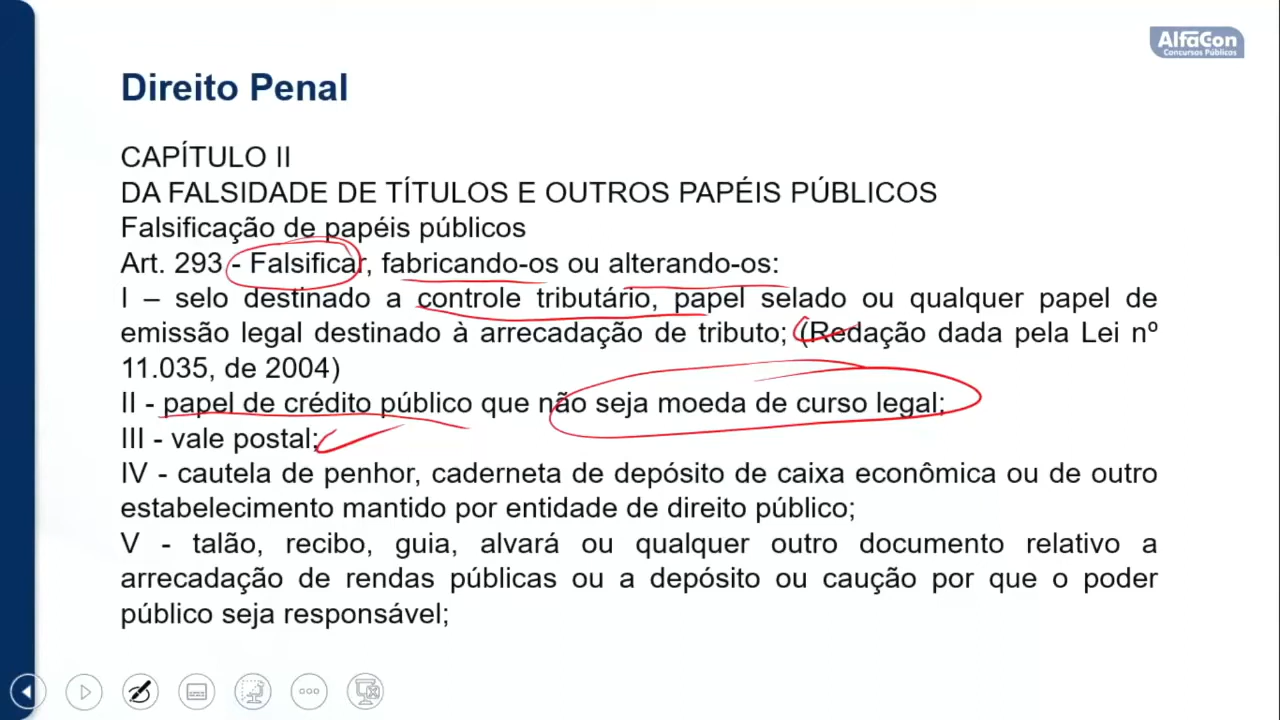 AlfaCon
Concursos Públicos
Direito Penal
CAPÍTULO II
DA FALSIDADE DE TÍTULOS E OUTROS PAPÉIS PÚBLICOS
Falsificação de papéis públicos
Art. 293 - Falsificar, fabricando-os ou alterando-os:
I – selo destinado a controle tributário, papel selado ou qualquer papel de
emissão legal destinado à arrecadação de tributo; (Redação dada pela Lei nº
11.035, de 2004)
II - papel de crédito público que não seja moeda de curso legal;
III - vale postal;
IV - cautela de penhor, caderneta de depósito de caixa econômica ou de outro
estabelecimento mantido por entidade de direito público;
V - talão, recibo, guia, alvará ou qualquer outro documento relativo a
arrecadação de rendas públicas ou a depósito ou caução por que o poder
público seja responsável;